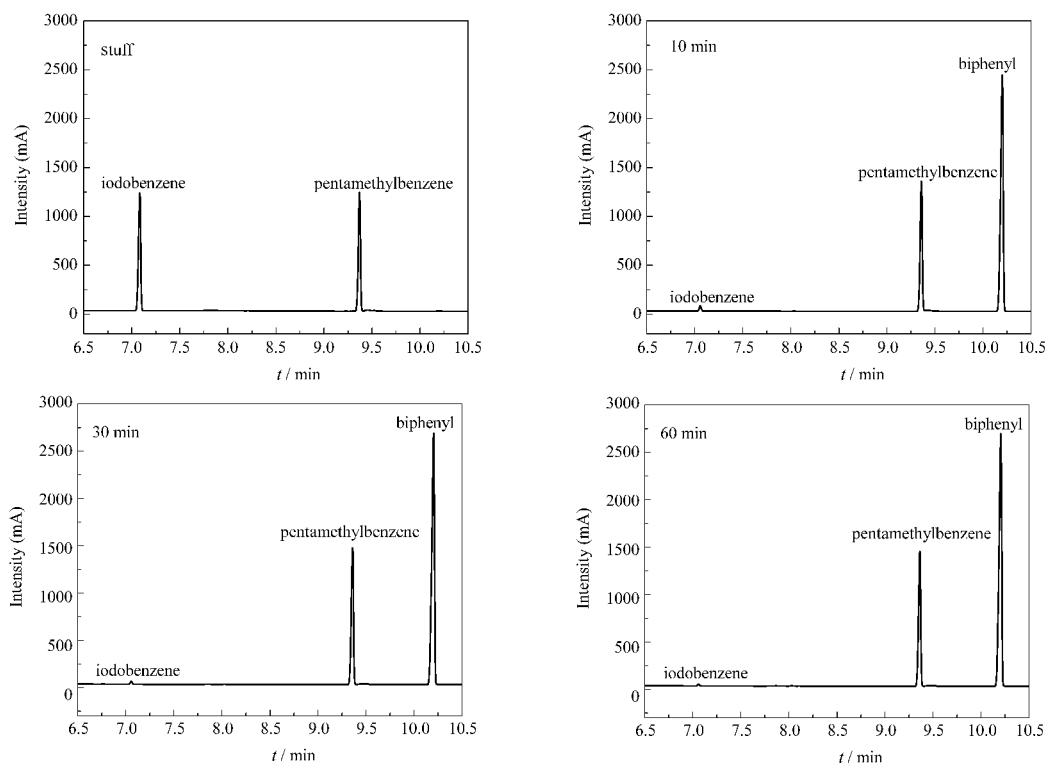 3000
2500
2000
1500
1000
500
0
Intensity (mA)
stuff
iodobenzene
pentamethylbenzene
6.5 7.0 7.5 8.0 8.5 9.0 9.5 10.0 10.5
t / min
3000
2500
2000
1500
1000
500
0
Intensity (mA)
10 min
biphenyl
pentamethylbenzene
iodobenzene
6.5 7.0 7.5 8.0 8.5 9.0 9.5 10.0 10.5
t / min
3000
2500
2000
1500
1000
500
0
Intensity (mA)
30 min
biphenyl
pentamethylbenzene
iodobenzene
6.5 7.0 7.5 8.0 8.5 9.0 9.5 10.0 10.5
t / min
3000
2500
2000
1500
1000
500
0
Intensity (mA)
60 min
biphenyl
pentamethylbenzene
iodobenzene
6.5 7.0 7.5 8.0 8.5 9.0 9.5 10.0 10.5
t / min